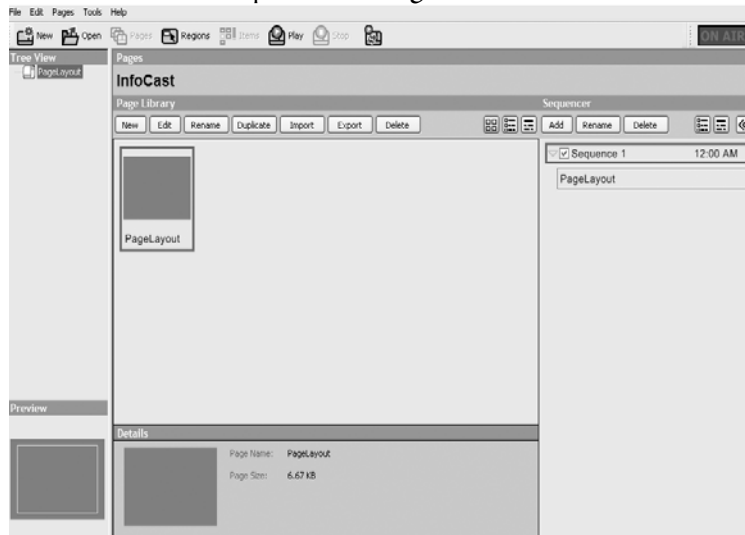 File Edit Pages Tools Help
New Open Pages Regions Items Play Stop ON AIR
Tree View
PageLayout
Pages
InfoCast
Page Library
New Edit Rename Duplicate Import Export Delete
PageLayout
Sequencer
Add Rename Delete
Sequence 1 12:00 AM
PageLayout
Preview
Details
Page Name: PageLayout
Page Size: 6.67 KB